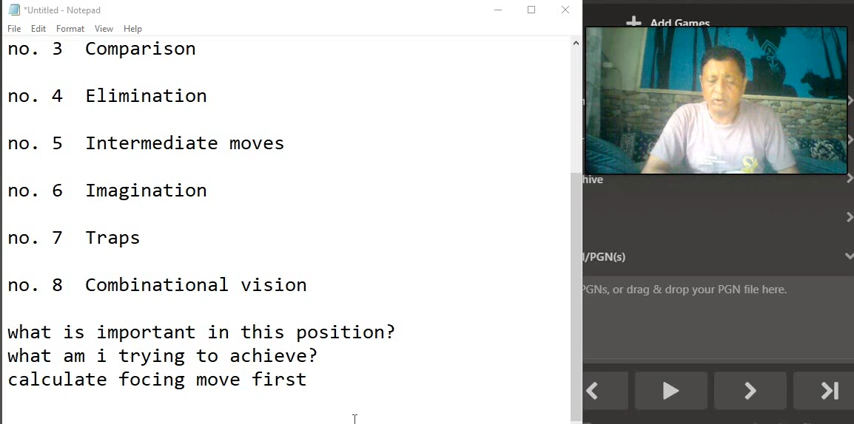 *Untitled - Notepad
File Edit Format View Help
no. 3 Comparison
no. 4 Elimination
no. 5 Intermediate moves
no. 6 Imagination
no. 7 Traps
no. 8 Combinational vision
what is important in this position?
what am i trying to achieve?
calculate focing move first
Add Games
hive
/PGN(s)
PGNs, or drag & drop your PGN file here.